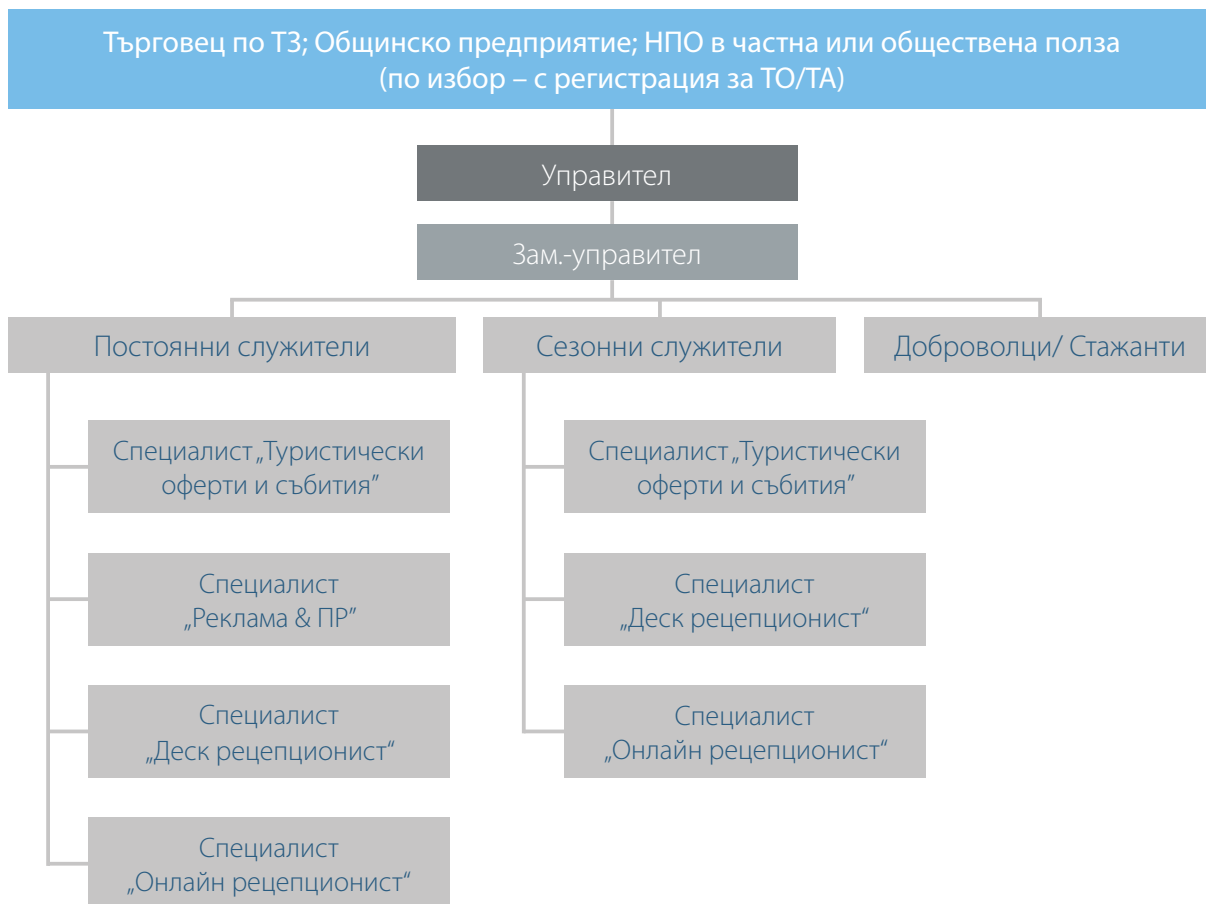 Търговец по ТЗ; Общинско предприятие; НПО в частна или обществена полза
(по избор – с регистрация за ТО/ТА)
Управител
Зам.-управител
Постоянни служители
Сезонни служители
Доброволци/ Стажанти
Специалист „Туристически
оферти и събития”
Специалист
„Реклама & ПР”
Специалист
„Деск рецепционист“
Специалист
„Онлайн рецепционист“
Специалист „Туристически
оферти и събития”
Специалист
„Деск рецепционист“
Специалист
„Онлайн рецепционист“